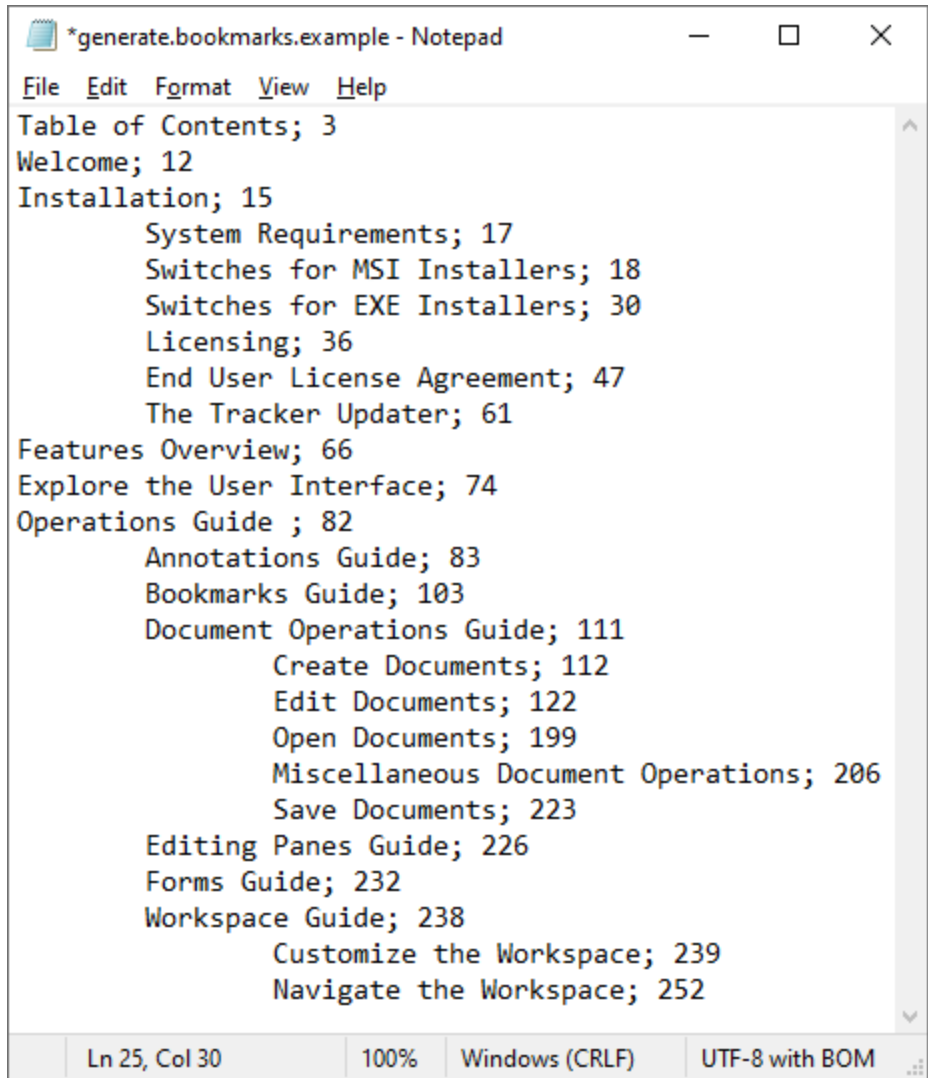 *generate.bookmarks.example - Notepad
File Edit Format View Help
Table of Contents; 3
Welcome; 12
Installation; 15
System Requirements; 17
Switches for MSI Installers; 18
Switches for EXE Installers; 30
Licensing; 36
End User License Agreement; 47
The Tracker Updater; 61
Features Overview; 66
Explore the User Interface; 74
Operations Guide ; 82
Annotations Guide; 83
Bookmarks Guide; 103
Document Operations Guide; 111
Create Documents; 112
Edit Documents; 122
Open Documents; 199
Miscellaneous Document Operations; 206
Save Documents; 223
Editing Panes Guide; 226
Forms Guide; 232
Workspace Guide; 238
Customize the Workspace; 239
Navigate the Workspace; 252
Ln 25, Col 30 100% Windows (CRLF) UTF-8 with BOM